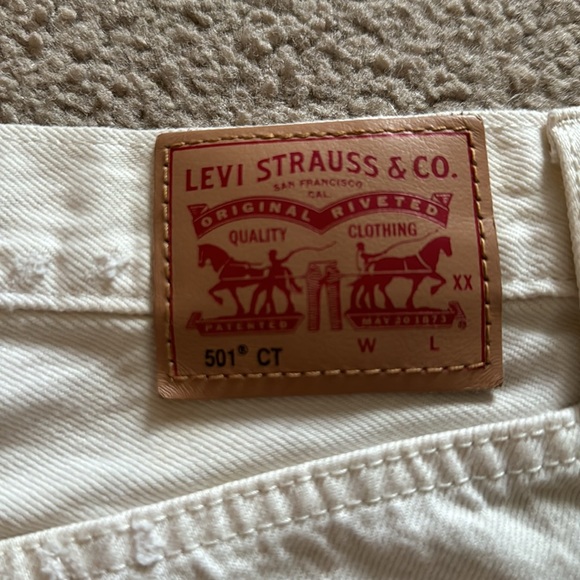 LEVI STRAUSS & CO.
SAN FRANCISCO
CAL.
ORIGINAL RIVETED
QUALITY CLOTHING
XX
PATENTED MAY 20 1873
501® CT W L